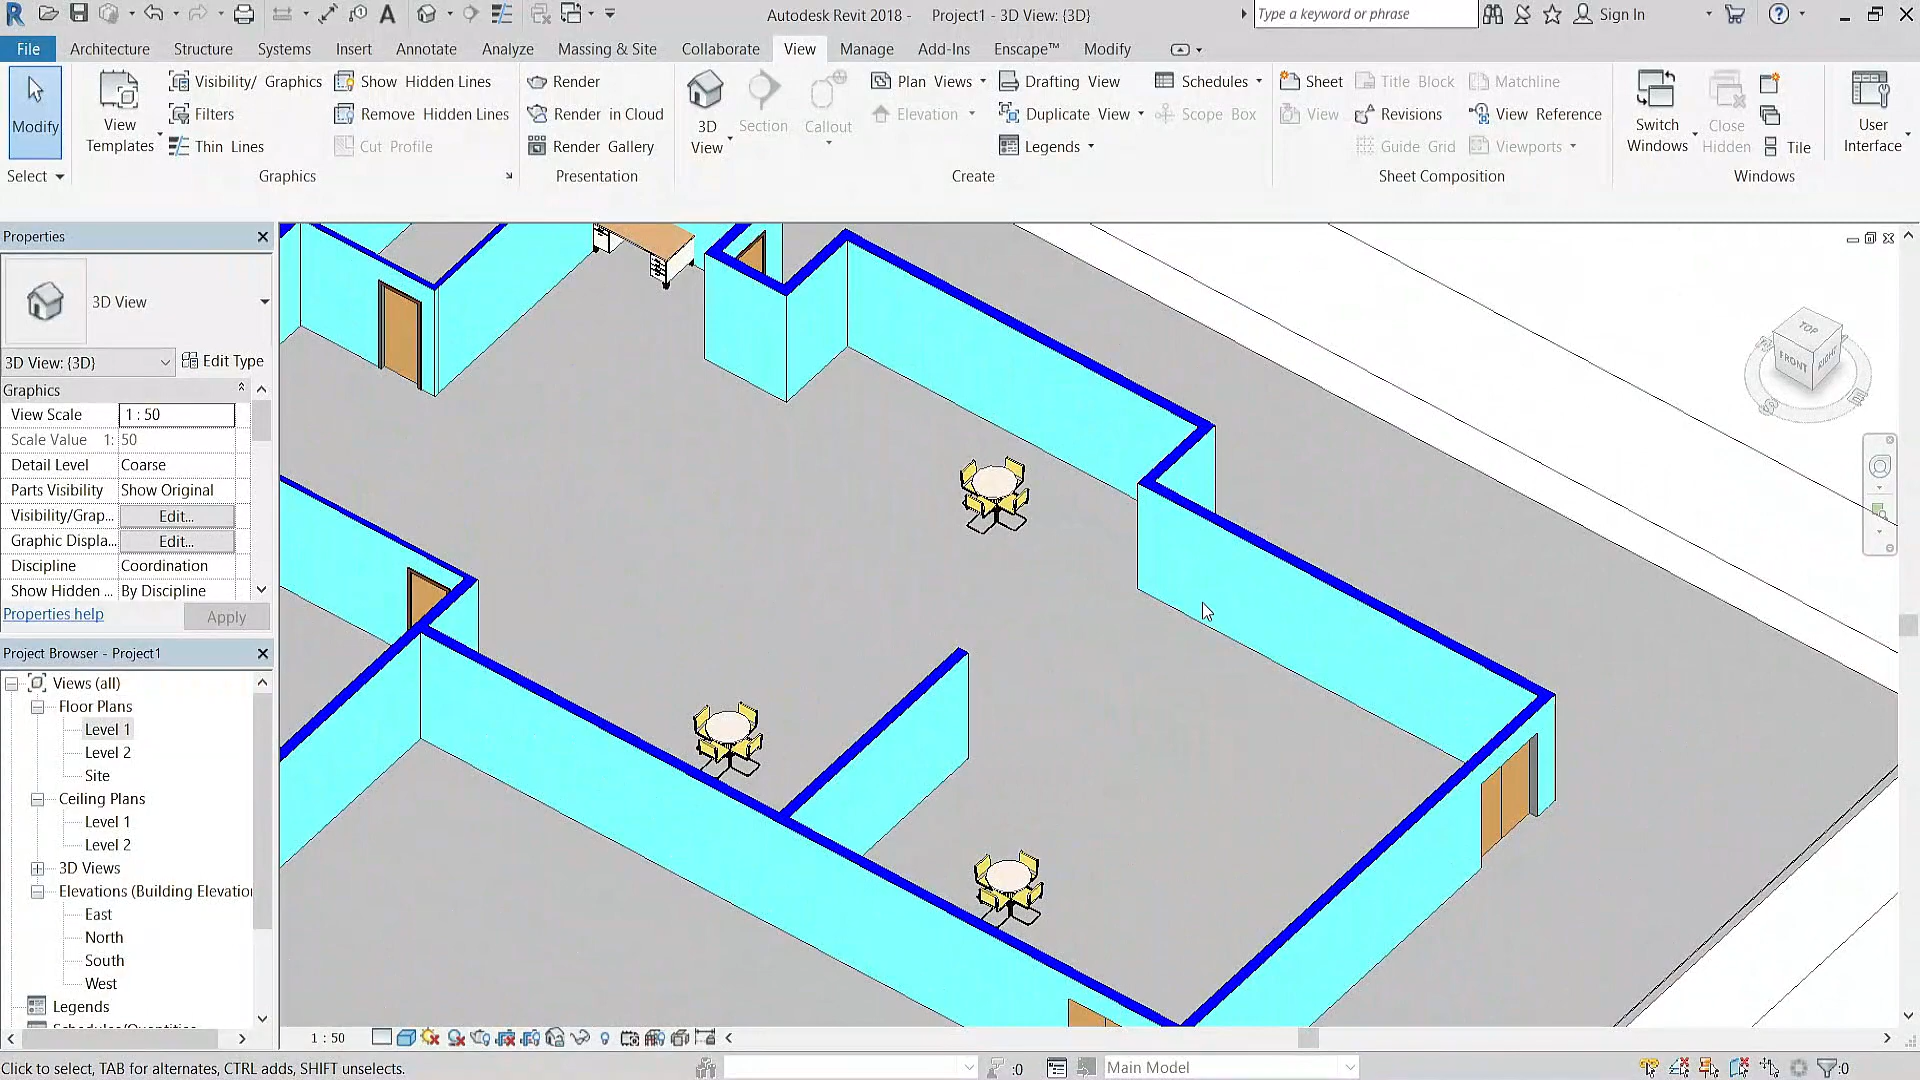 Autodesk Revit 2018 -    Project1 - 3D View: {3D}
Type a keyword or phrase
Sign In
File Architecture Structure Systems Insert Annotate Analyze Massing & Site Collaborate View Manage Add-Ins Enscape™ Modify
Modify
View Templates
Visibility/ Graphics
Filters
Thin Lines
Show Hidden Lines
Remove Hidden Lines
Cut Profile
Render
Render in Cloud
Render Gallery
3D View
Section
Callout
Plan Views
Elevation
Drafting View
Duplicate View
Legends
Schedules
Scope Box
Sheet
View
Title Block
Revisions
Guide Grid
Matchline
View Reference
Viewports
Switch Windows
Close Hidden
Tile
User Interface
Select
Graphics
Presentation
Create
Sheet Composition
Windows
Properties
3D View
3D View: {3D}
Edit Type
Graphics
View Scale 1 : 50
Scale Value 1: 50
Detail Level Coarse
Parts Visibility Show Original
Visibility/Grap... Edit...
Graphic Displa... Edit...
Discipline Coordination
Show Hidden ... By Discipline
Properties help
Apply
Project Browser - Project1
Views (all)
Floor Plans
Level 1
Level 2
Site
Ceiling Plans
Level 1
Level 2
3D Views
Elevations (Building Elevation
East
North
South
West
Legends
TOP
FRONT
RIGHT
S
E
1 : 50
Click to select, TAB for alternates, CTRL adds, SHIFT unselects.
:0
Main Model
:0